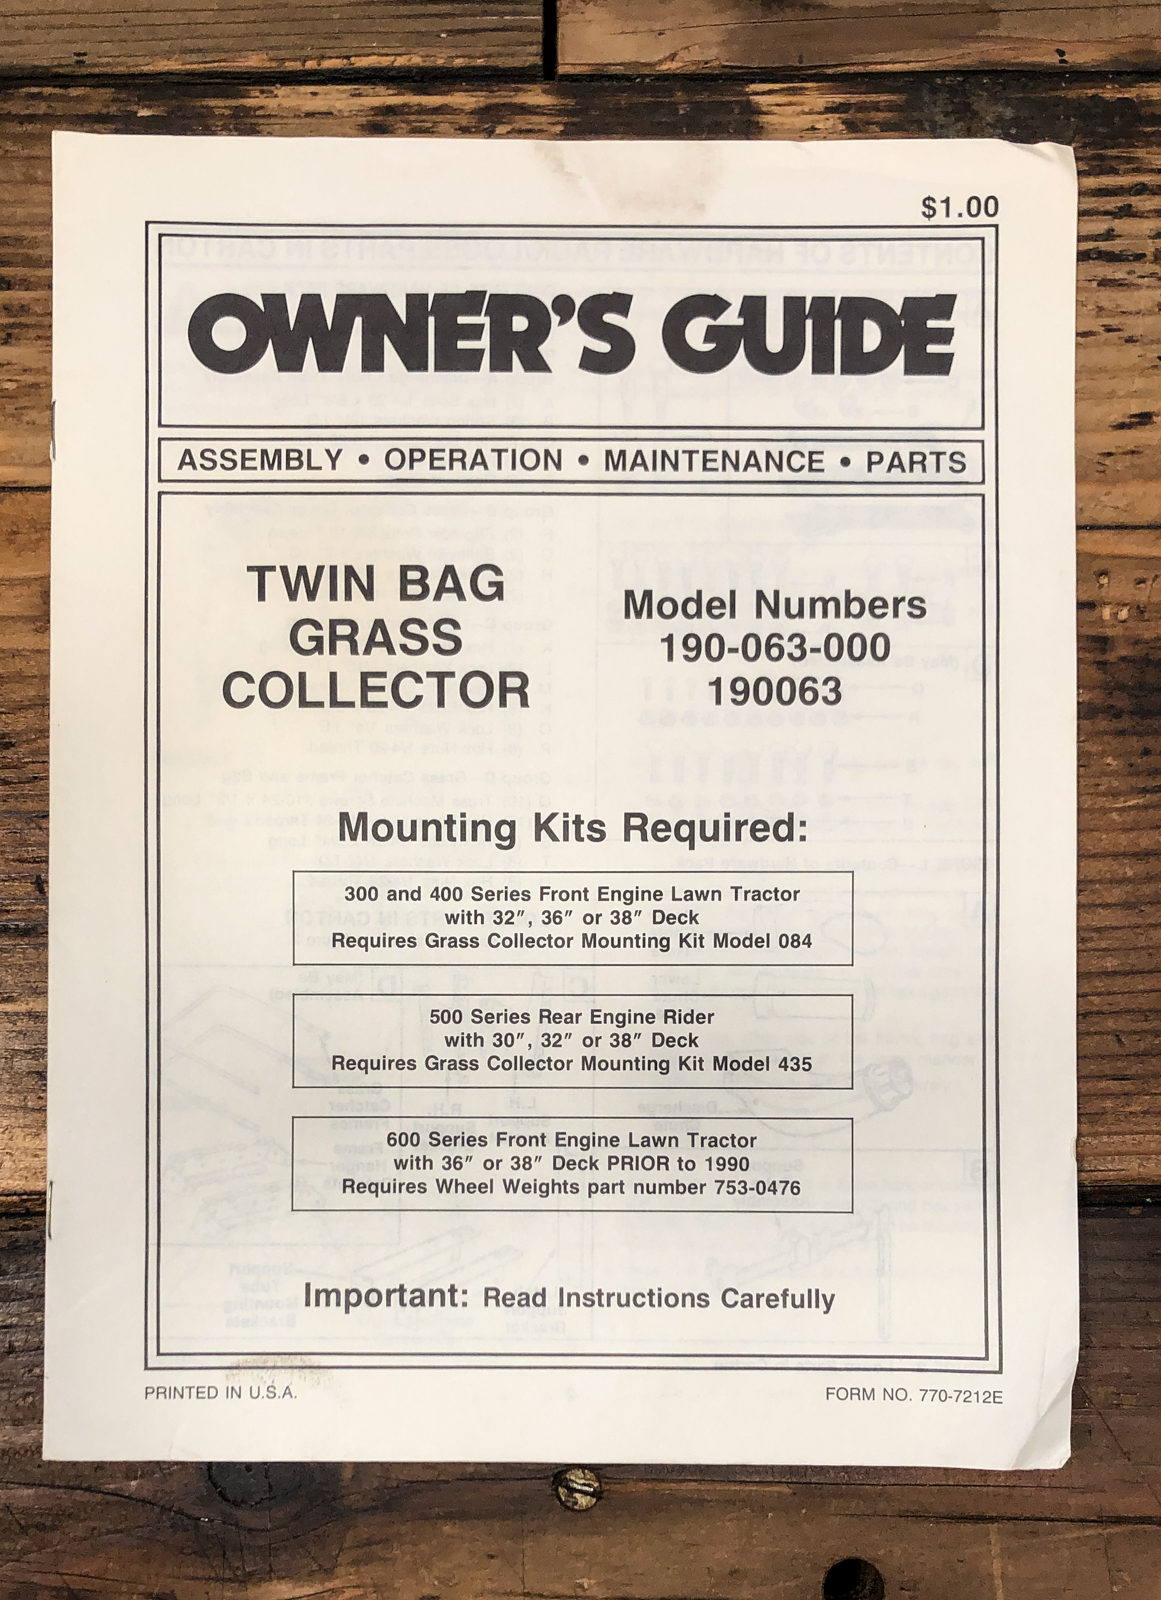 $1.00
OWNER'S GUIDE
ASSEMBLY • OPERATION • MAINTENANCE • PARTS
TWIN BAG
GRASS
COLLECTOR
Model Numbers
190-063-000
190063
Mounting Kits Required:
300 and 400 Series Front Engine Lawn Tractor
with 32″, 36″ or 38″ Deck
Requires Grass Collector Mounting Kit Model 084
500 Series Rear Engine Rider
with 30″, 32″ or 38″ Deck
Requires Grass Collector Mounting Kit Model 435
600 Series Front Engine Lawn Tractor
with 36″ or 38″ Deck PRIOR to 1990
Requires Wheel Weights part number 753-0476
Important: Read Instructions Carefully
PRINTED IN U.S.A.
FORM NO. 770-7212E